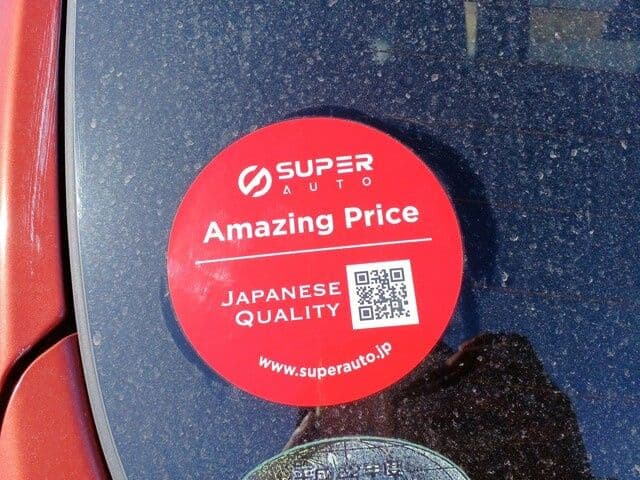 SUPER
AUTO
Amazing Price
JAPANESE
QUALITY
www.superauto.jp